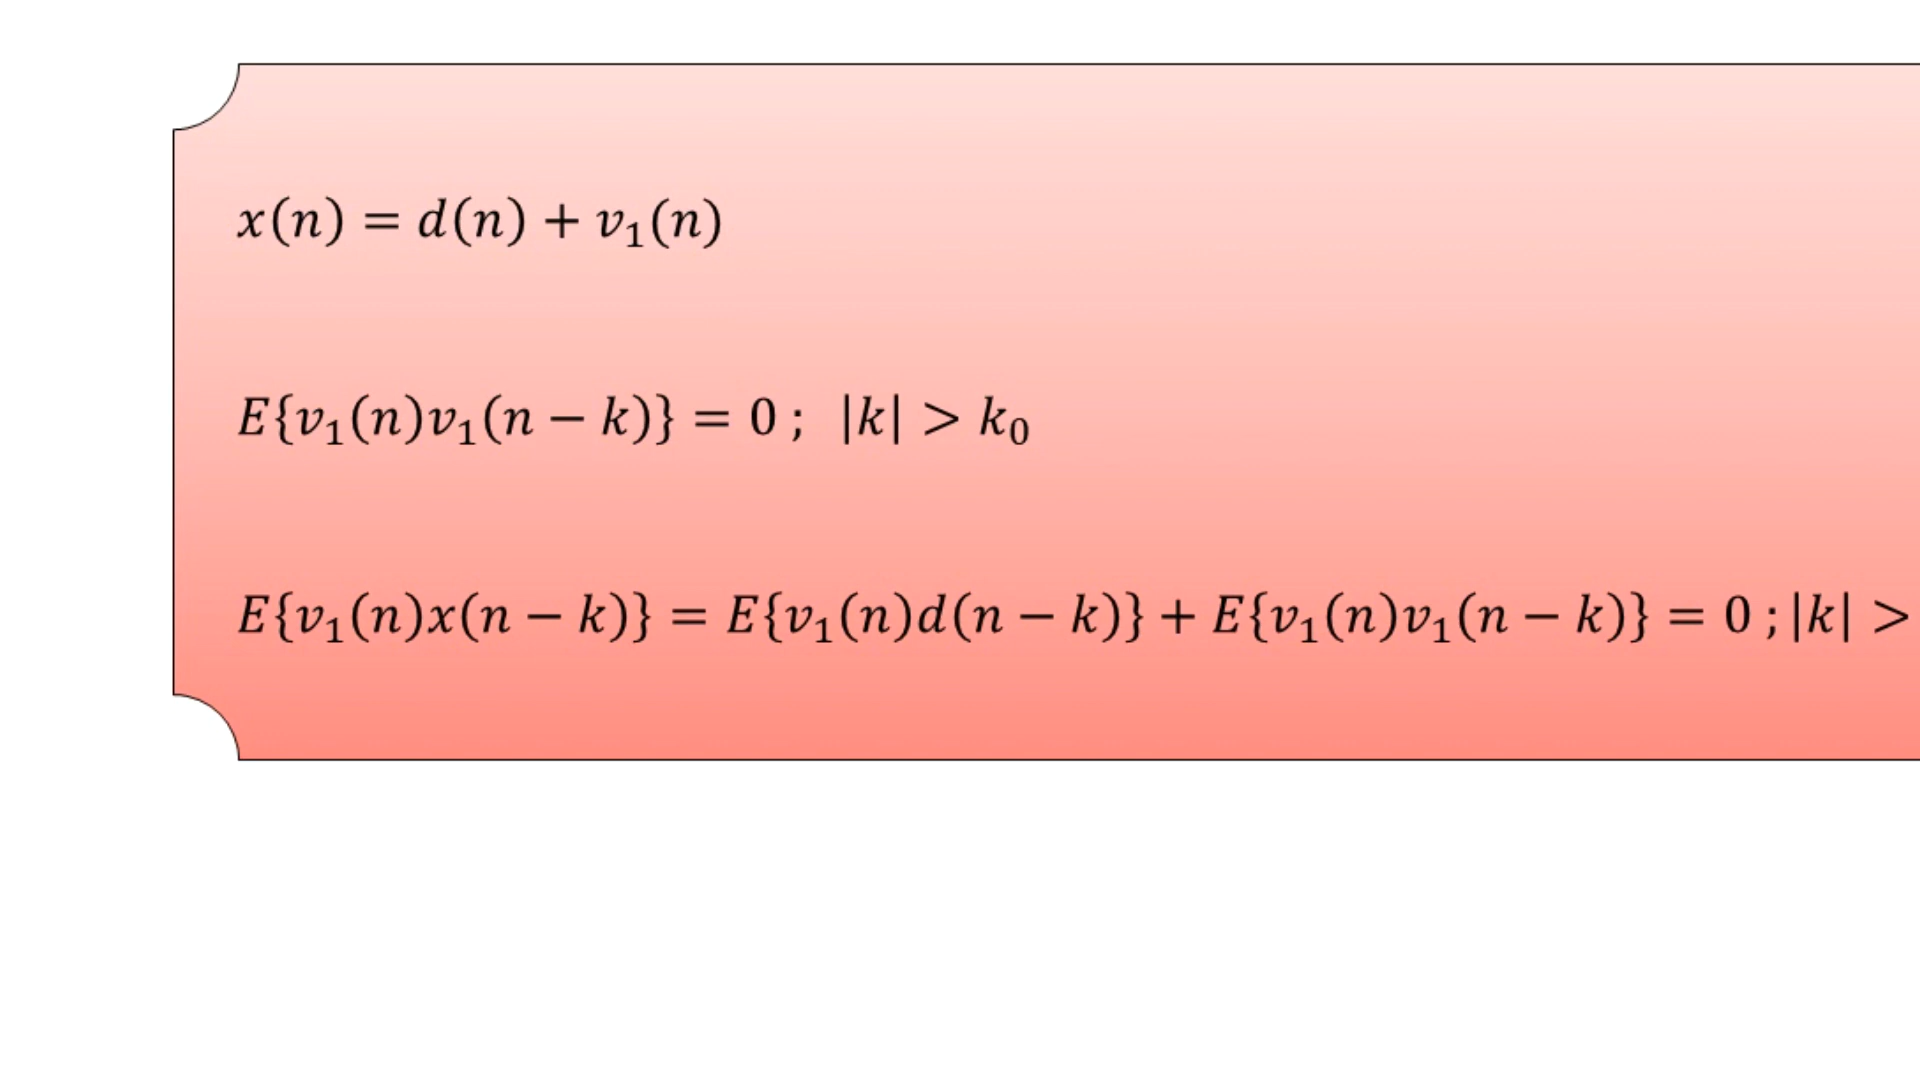 x(n) = d(n) + v₁(n)
E{v₁(n)v₁(n − k)} = 0 ; |k| > k₀
E{v₁(n)x(n − k)} = E{v₁(n)d(n − k)} + E{v₁(n)v₁(n − k)} = 0 ; |k| >